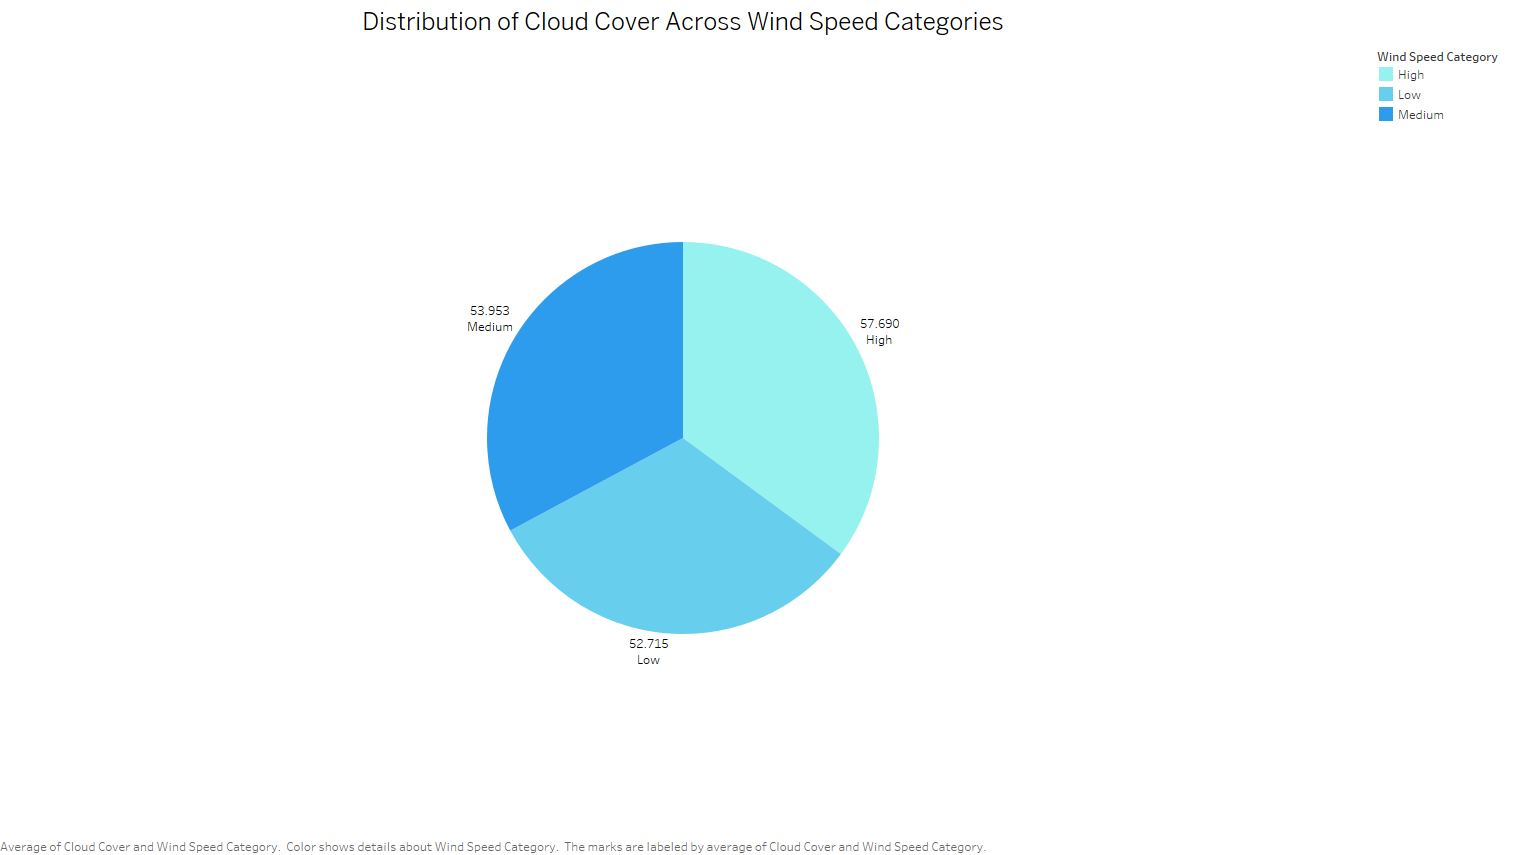 Distribution of Cloud Cover Across Wind Speed Categories
Wind Speed Category
High
Low
Medium
53.953
Medium
57.690
High
52.715
Low
Average of Cloud Cover and Wind Speed Category.  Color shows details about Wind Speed Category.  The marks are labeled by average of Cloud Cover and Wind Speed Category.